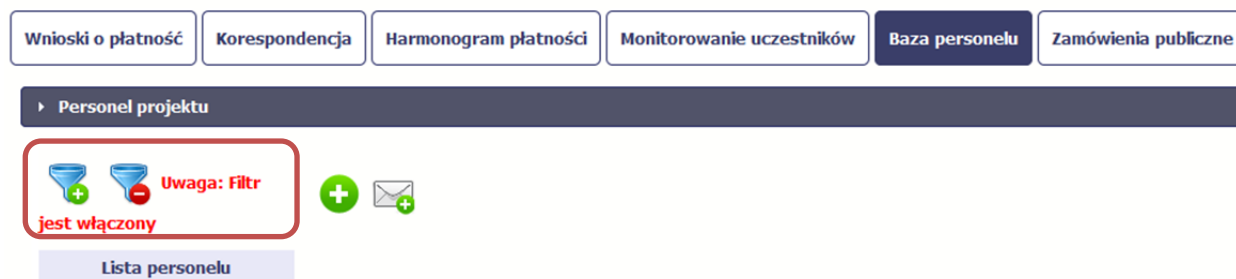 Wnioski o płatność Korespondencja Harmonogram płatności Monitorowanie uczestników Baza personelu Zamówienia publiczne
Personel projektu
Uwaga: Filtr
jest włączony
Lista personelu